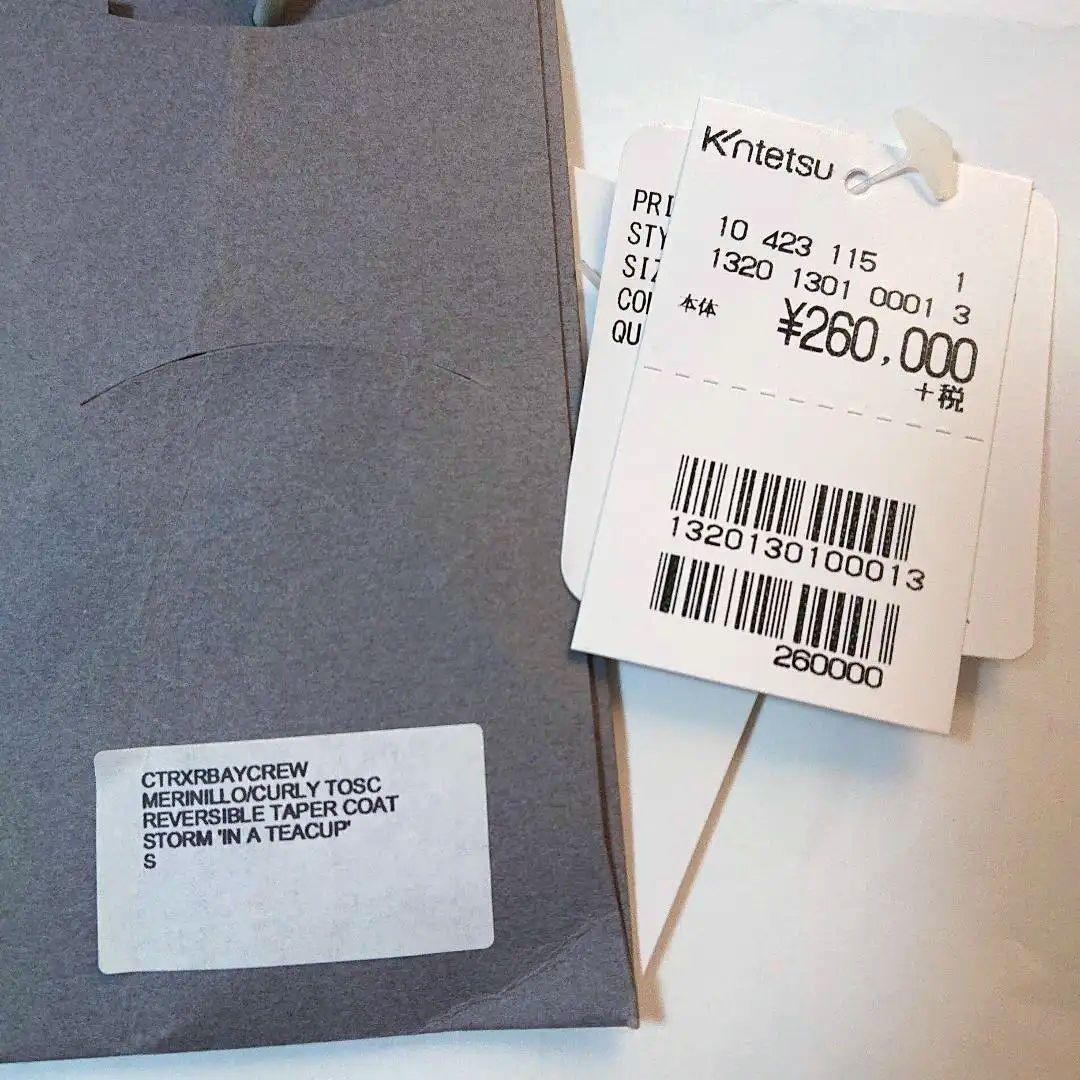 Kintetsu
10 423 115 1
1320 1301 0001 3
本体 ¥260,000
+税
1320130100013
260000
PRI
STY
SIZ
COL
QU
CTRXRBAYCREW
MERINILLO/CURLY TOSC
REVERSIBLE TAPER COAT
STORM 'IN A TEACUP'
S